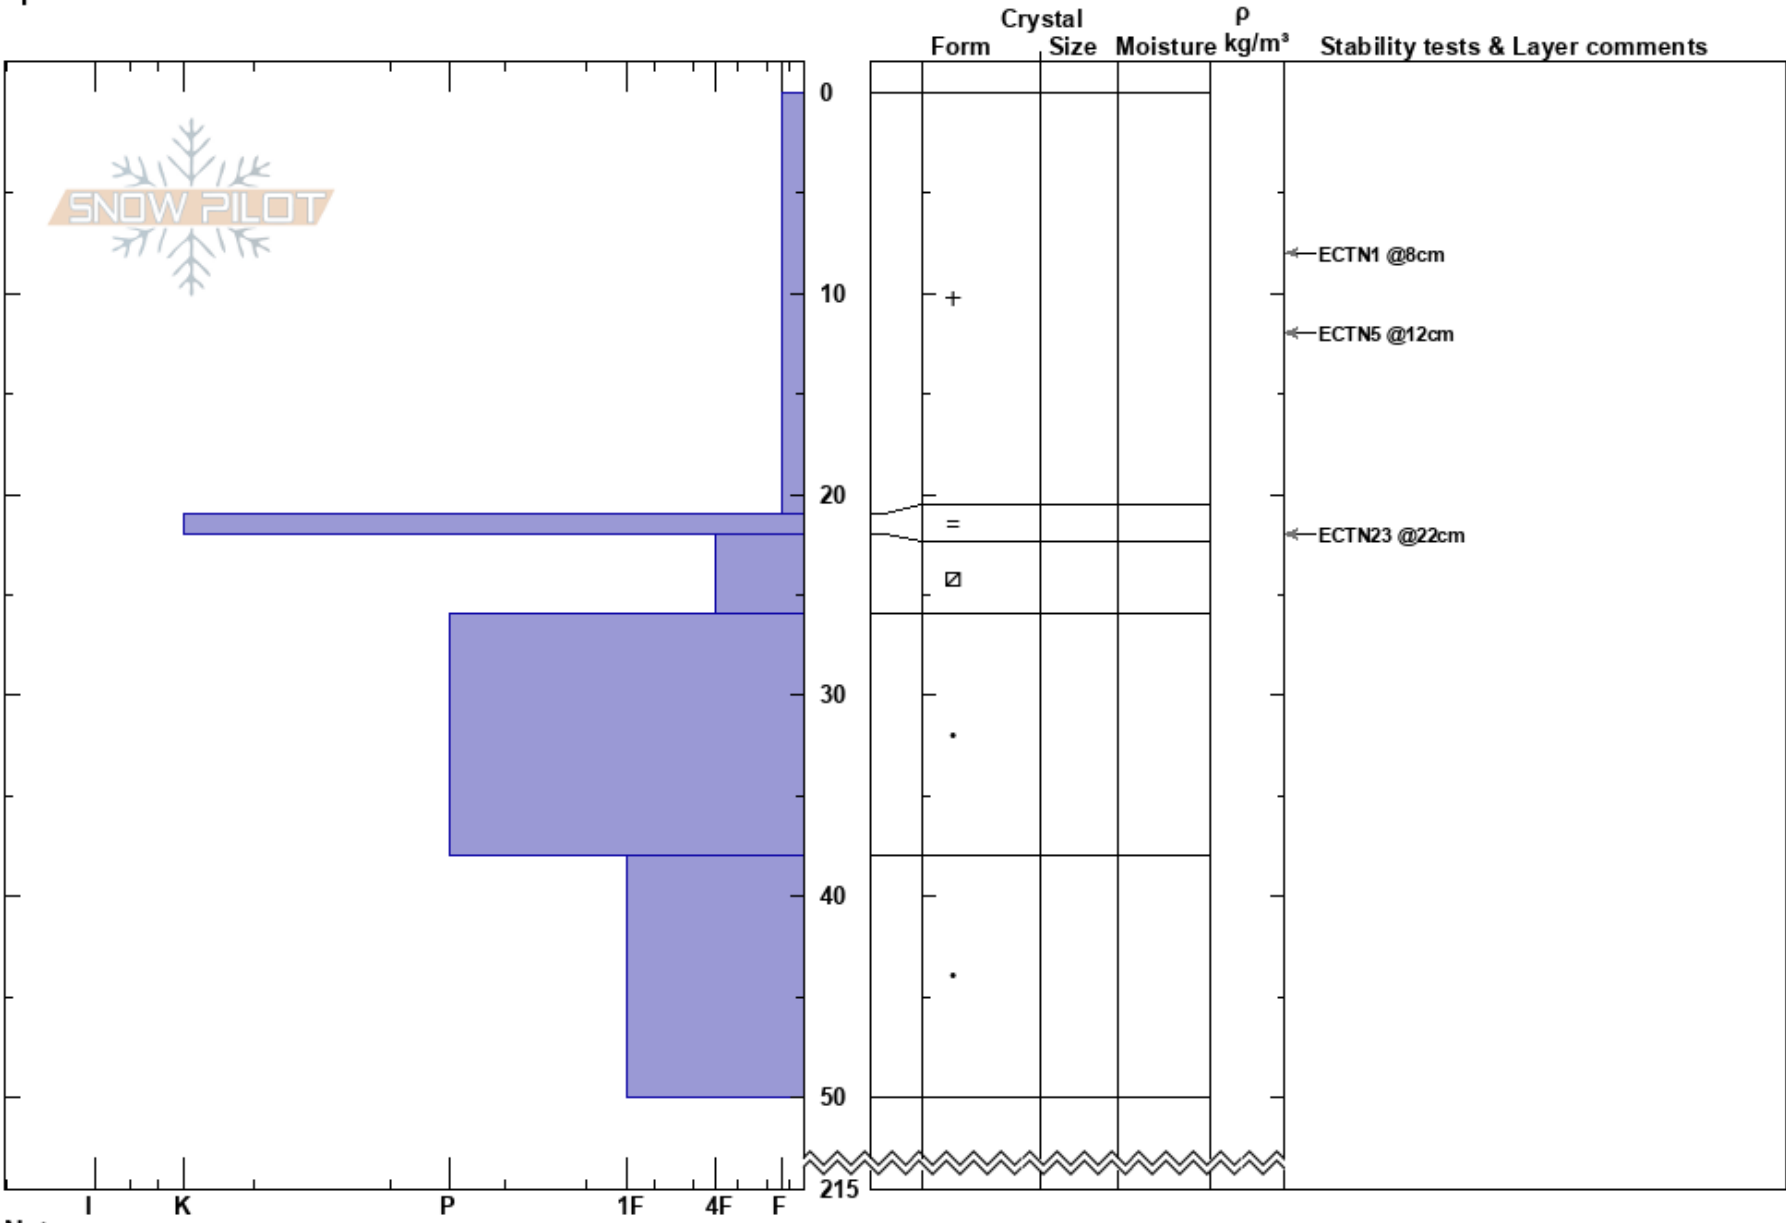 Crystal ρ
Form Size Moisture kg/m³ Stability tests & Layer comments
0
SNOW PILOT
ECTN1 @8cm
10
+
ECTN5 @12cm
20
=
ECTN23 @22cm
30
40
50
215
I K P 1F 4F F